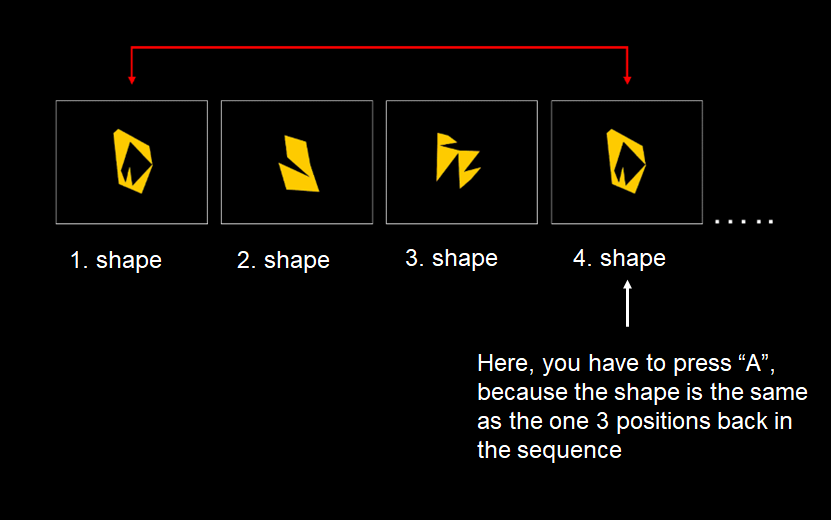 1. shape
2. shape
3. shape
4. shape
.....
Here, you have to press “A”,
because the shape is the same
as the one 3 positions back in
the sequence